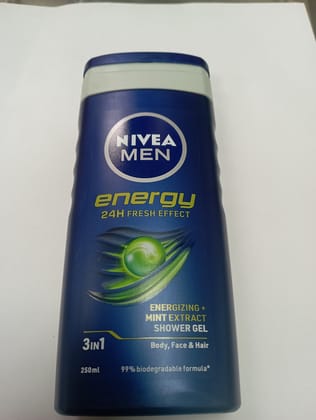 NIVEA
MEN
energy
24H FRESH EFFECT
ENERGIZING +
MINT EXTRACT
SHOWER GEL
3IN1
Body, Face & Hair
250ml
99% biodegradable formula*